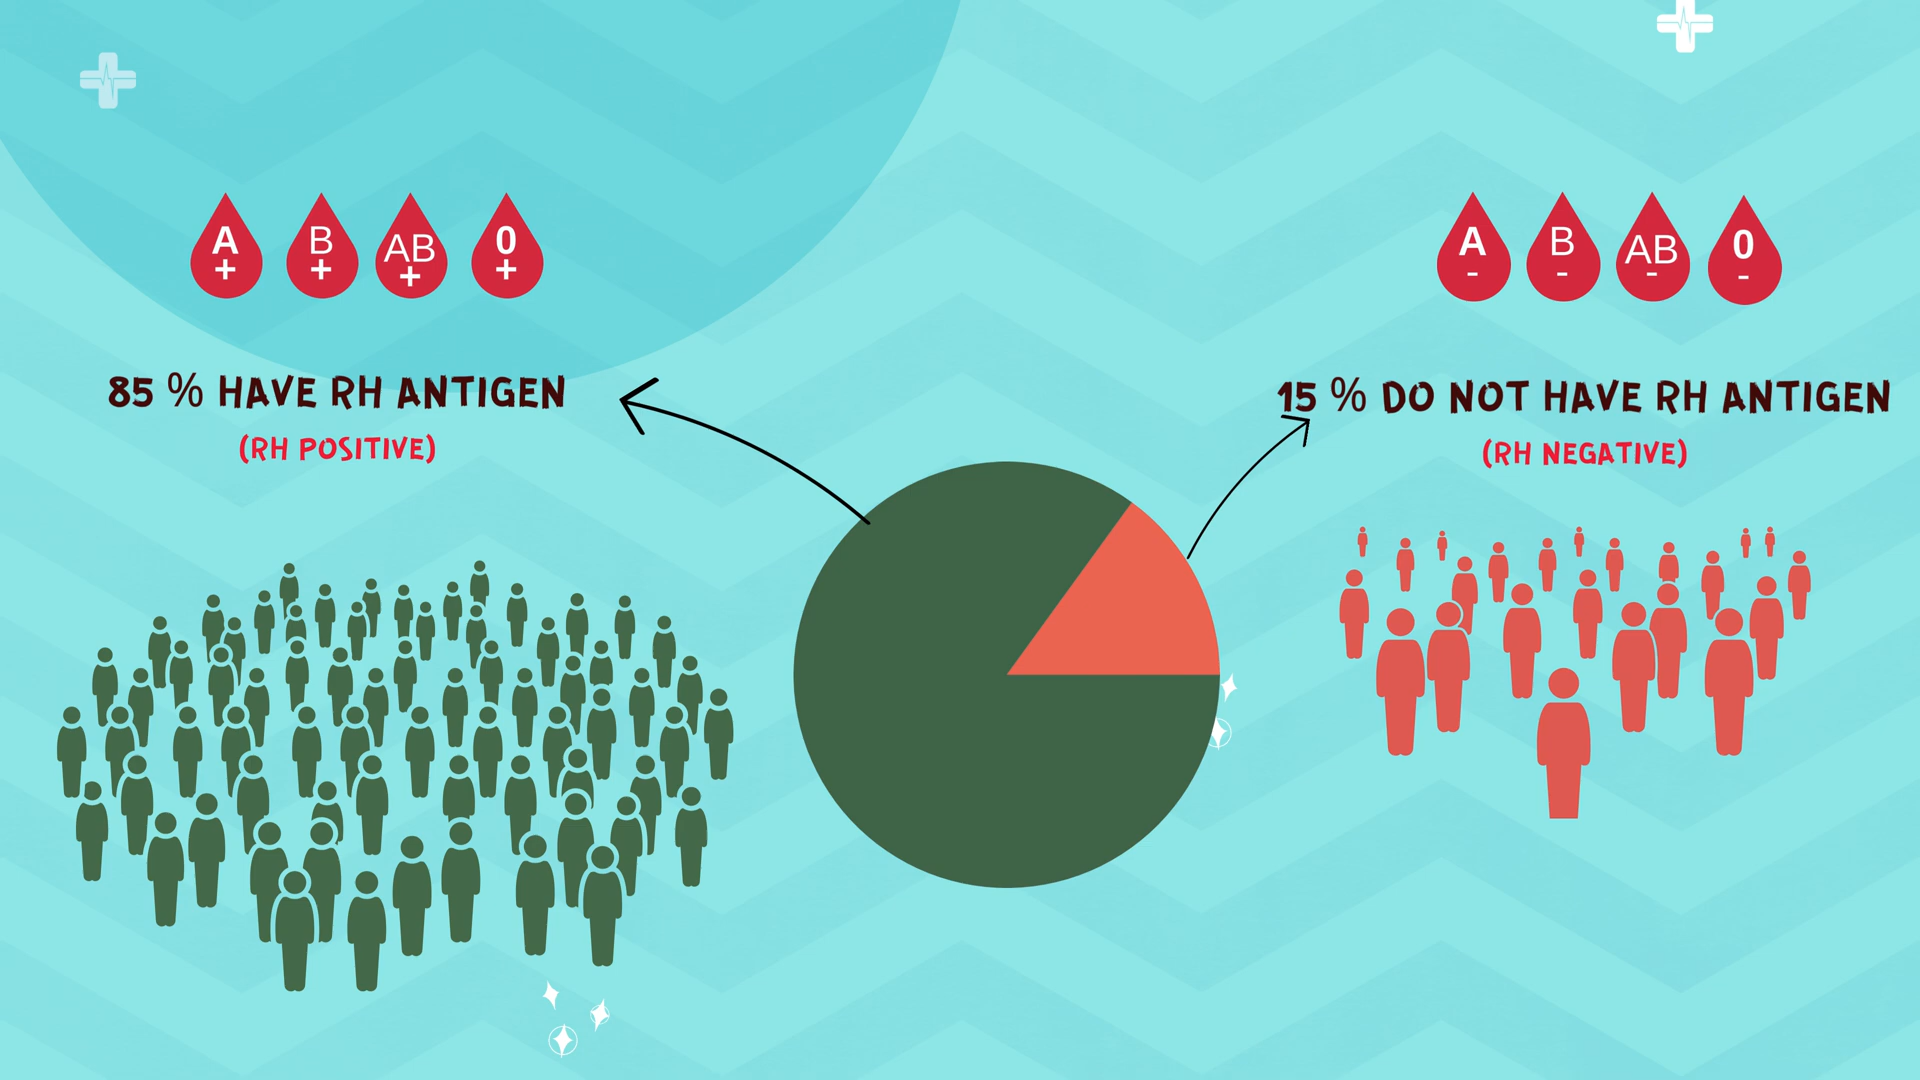 A B AB 0
+ + + +
85 % HAVE RH ANTIGEN
(RH POSITIVE)
A B AB 0
- - - -
15 % DO NOT HAVE RH ANTIGEN
(RH NEGATIVE)